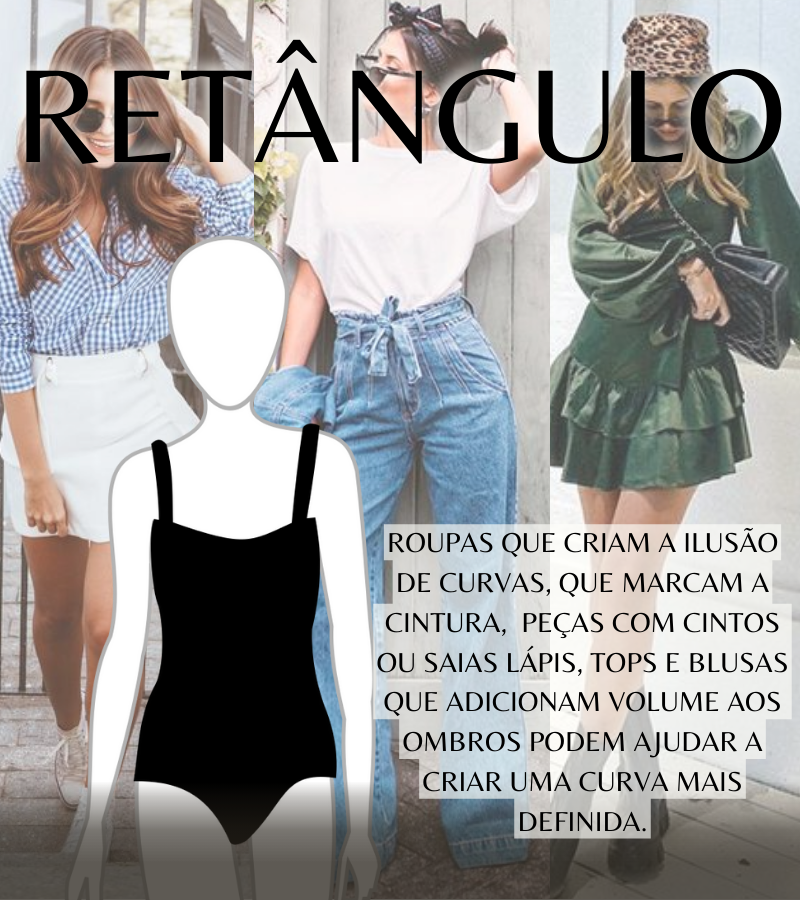 RETÂNGULO
ROUPAS QUE CRIAM A ILUSÃO
DE CURVAS, QUE MARCAM A
CINTURA,  PEÇAS COM CINTOS
OU SAIAS LÁPIS, TOPS E BLUSAS
QUE ADICIONAM VOLUME AOS
OMBROS PODEM AJUDAR A
CRIAR UMA CURVA MAIS
DEFINIDA.